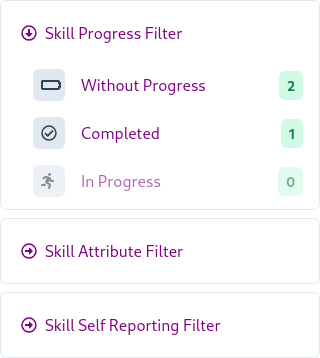 Skill Progress Filter
Without Progress 2
Completed 1
In Progress 0
Skill Attribute Filter
Skill Self Reporting Filter